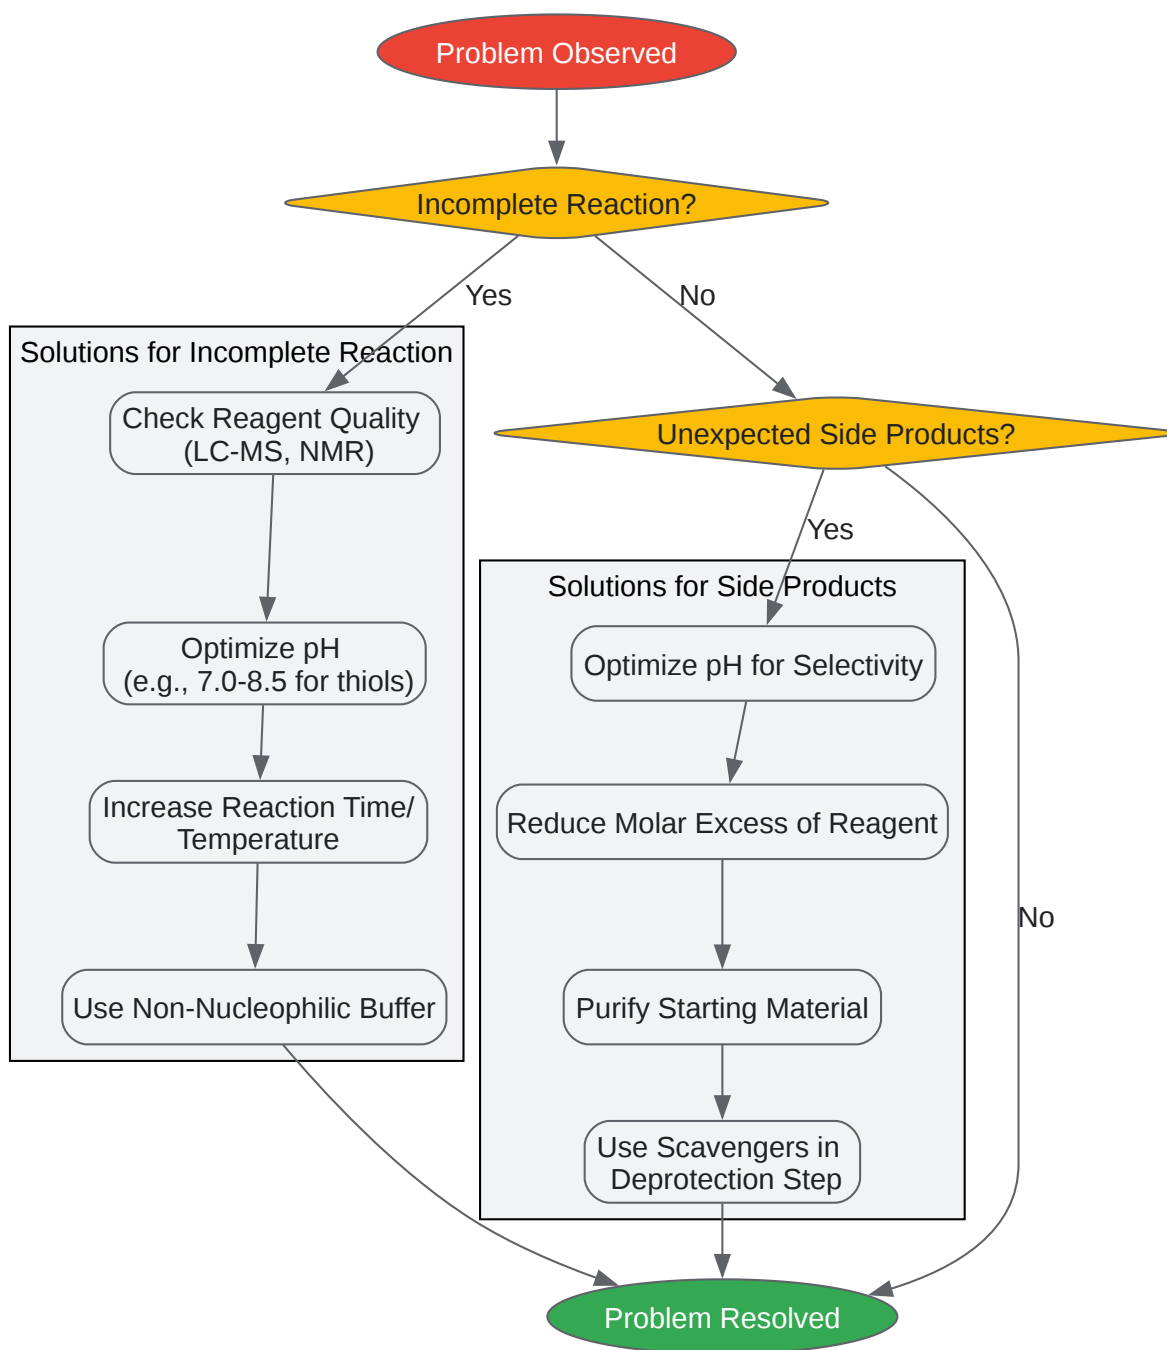 Problem Observed
Incomplete Reaction?
Yes
No
Solutions for Incomplete Reaction
Check Reagent Quality
(LC-MS, NMR)
Optimize pH
(e.g., 7.0-8.5 for thiols)
Increase Reaction Time/
Temperature
Use Non-Nucleophilic Buffer
Unexpected Side Products?
Yes
No
Solutions for Side Products
Optimize pH for Selectivity
Reduce Molar Excess of Reagent
Purify Starting Material
Use Scavengers in
Deprotection Step
Problem Resolved